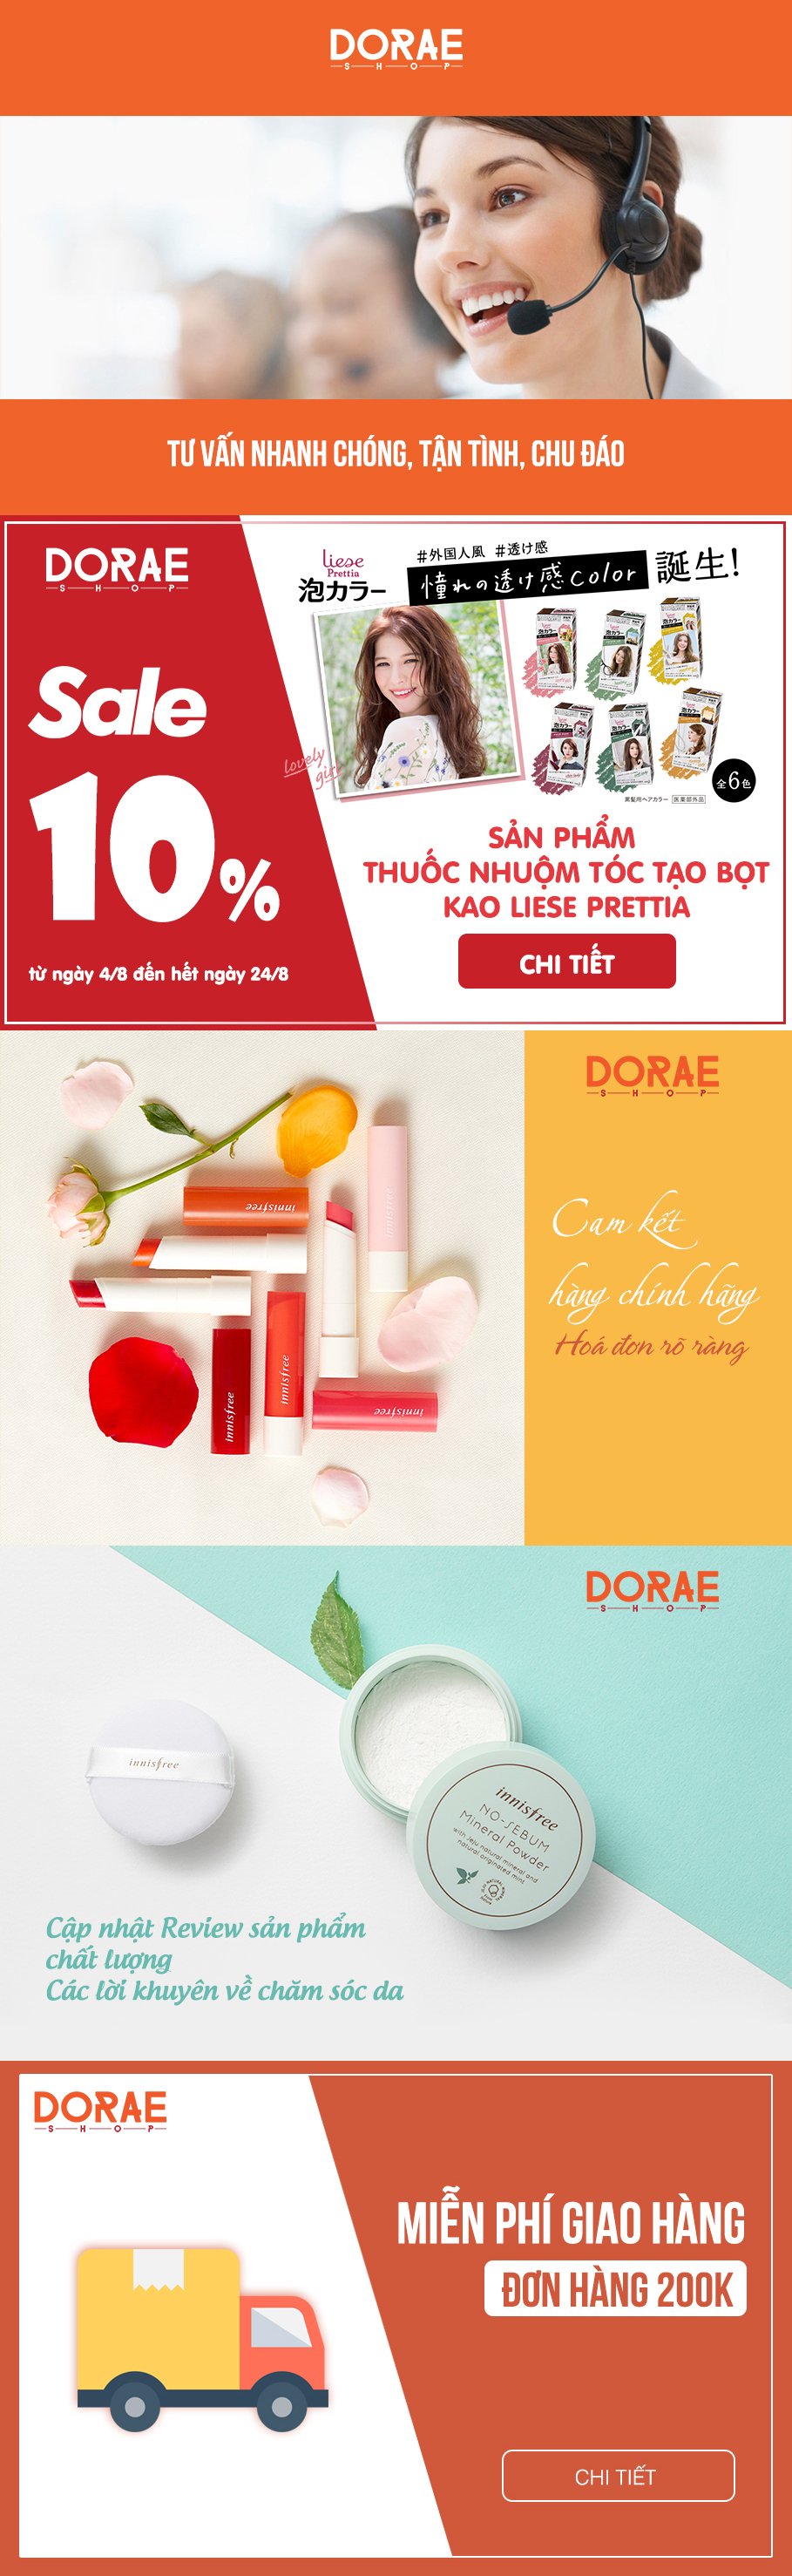 DORAE
SHOP
TƯ VẤN NHANH CHÓNG, TẬN TÌNH, CHU ĐÁO
DORAE
SHOP
Sale
10%
từ ngày 4/8 đến hết ngày 24/8
liese
Prettia
泡カラー
#外国人風 #透け感
憧れの透け感Color
誕生!
lovely
girl
全6色
黒髪用ヘアカラー 医薬部外品
SẢN PHẨM
THUỐC NHUỘM TÓC TẠO BỌT
KAO LIESE PRETTIA
CHI TIẾT
DORAE
SHOP
innisfree
innisfree
innisfree
innisfree
innisfree
Cam kết
hàng chính hãng
Hoá đơn rõ ràng
DORAE
SHOP
innisfree
innisfree
NO-SEBUM
Mineral Powder
with Jeju natural mineral and
natural originated mint
Cập nhật Review sản phẩm
chất lượng
Các lời khuyên về chăm sóc da
DORAE
SHOP
MIỄN PHÍ GIAO HÀNG
ĐƠN HÀNG 200K
CHI TIẾT